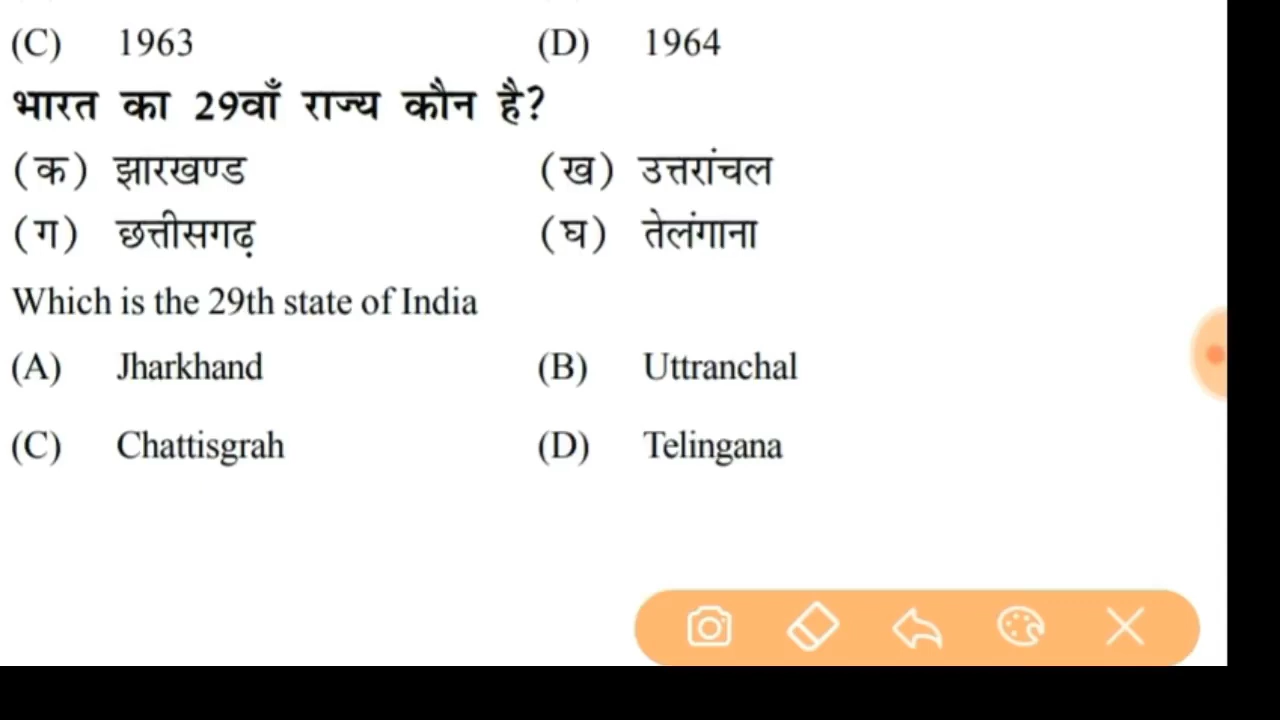 (C) 1963 (D) 1964
भारत का 29वाँ राज्य कौन है?
(क) झारखण्ड (ख) उत्तरांचल
(ग) छत्तीसगढ़ (घ) तेलंगाना
Which is the 29th state of India
(A) Jharkhand (B) Uttranchal
(C) Chattisgrah (D) Telingana